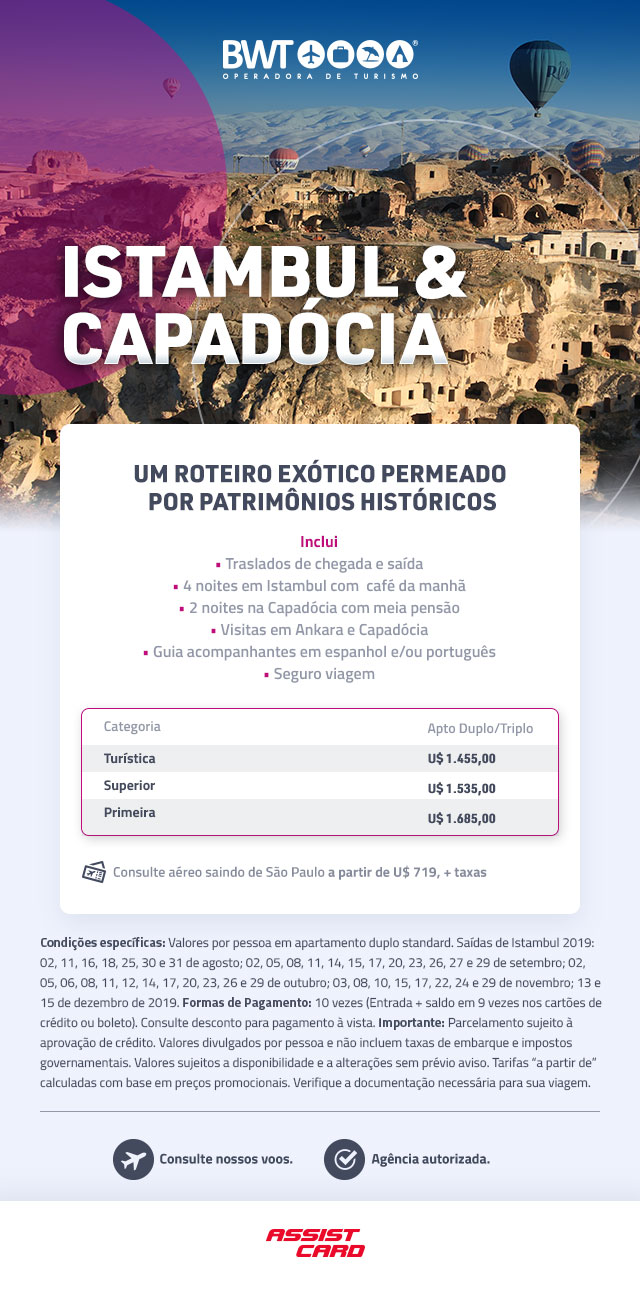 BWT
OPERADORA DE TURISMO
ISTAMBUL &
CAPADÓCIA
UM ROTEIRO EXÓTICO PERMEADO
POR PATRIMÔNIOS HISTÓRICOS
Inclui
▪ Traslados de chegada e saída
▪ 4 noites em Istambul com café da manhã
▪ 2 noites na Capadócia com meia pensão
▪ Visitas em Ankara e Capadócia
▪ Guia acompanhantes em espanhol e/ou português
▪ Seguro viagem
Categoria Apto Duplo/Triplo
Turística U$ 1.455,00
Superior U$ 1.535,00
Primeira U$ 1.685,00
Consulte aéreo saindo de São Paulo a partir de U$ 719, + taxas
Condições específicas: Valores por pessoa em apartamento duplo standard. Saídas de Istambul 2019:
02, 11, 16, 18, 25, 30 e 31 de agosto; 02, 05, 08, 11, 14, 15, 17, 20, 23, 26, 27 e 29 de setembro; 02,
05, 06, 08, 11, 12, 14, 17, 20, 23, 26 e 29 de outubro; 03, 08, 10, 15, 17, 22, 24 e 29 de novembro; 13 e
15 de dezembro de 2019. Formas de Pagamento: 10 vezes (Entrada + saldo em 9 vezes nos cartões de
crédito ou boleto). Consulte desconto para pagamento à vista. Importante: Parcelamento sujeito à
aprovação de crédito. Valores divulgados por pessoa e não incluem taxas de embarque e impostos
governamentais. Valores sujeitos a disponibilidade e a alterações sem prévio aviso. Tarifas “a partir de”
calculadas com base em preços promocionais. Verifique a documentação necessária para sua viagem.
Consulte nossos voos. Agência autorizada.
ASSIST
CARD